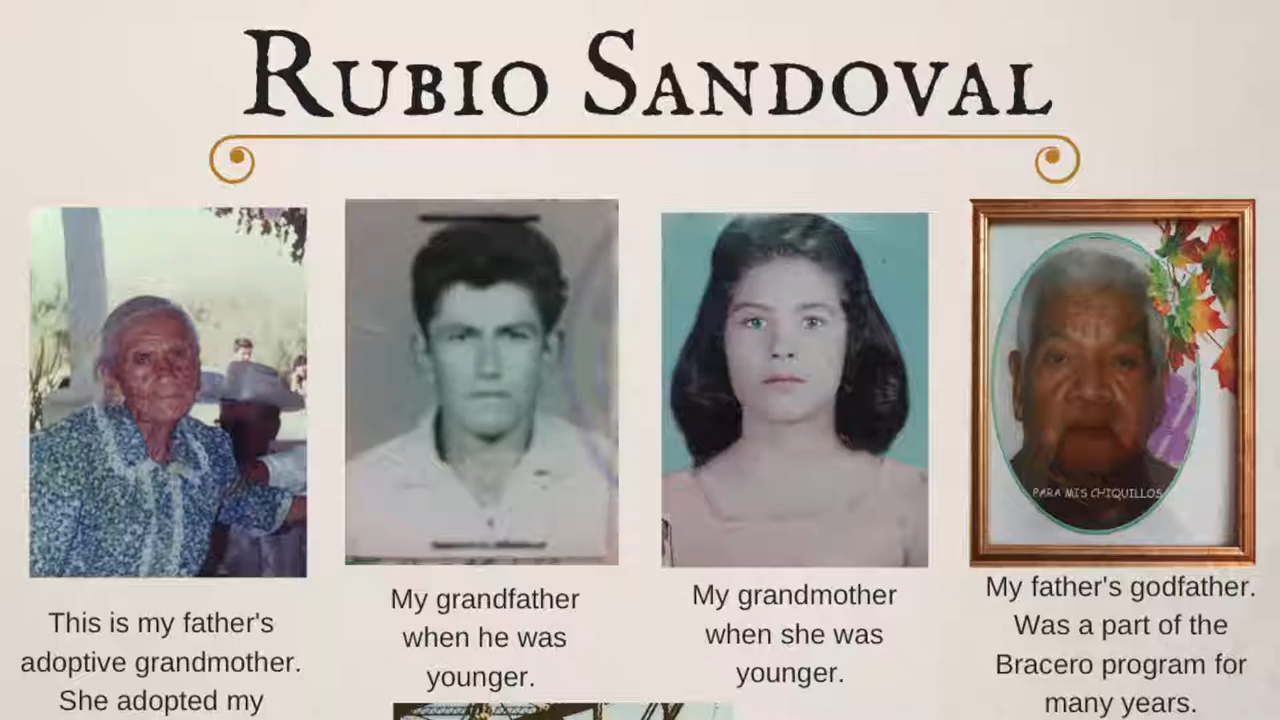 Rubio Sandoval
PARA MIS CHIQUILLOS
This is my father's
adoptive grandmother.
She adopted my
My grandfather
when he was
younger.
My grandmother
when she was
younger.
My father's godfather.
Was a part of the
Bracero program for
many years.